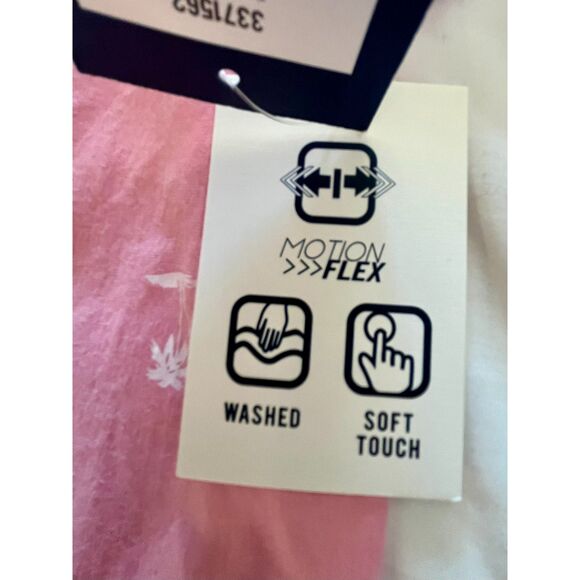 3371562
MOTION
>>>FLEX
WASHED
SOFT
TOUCH